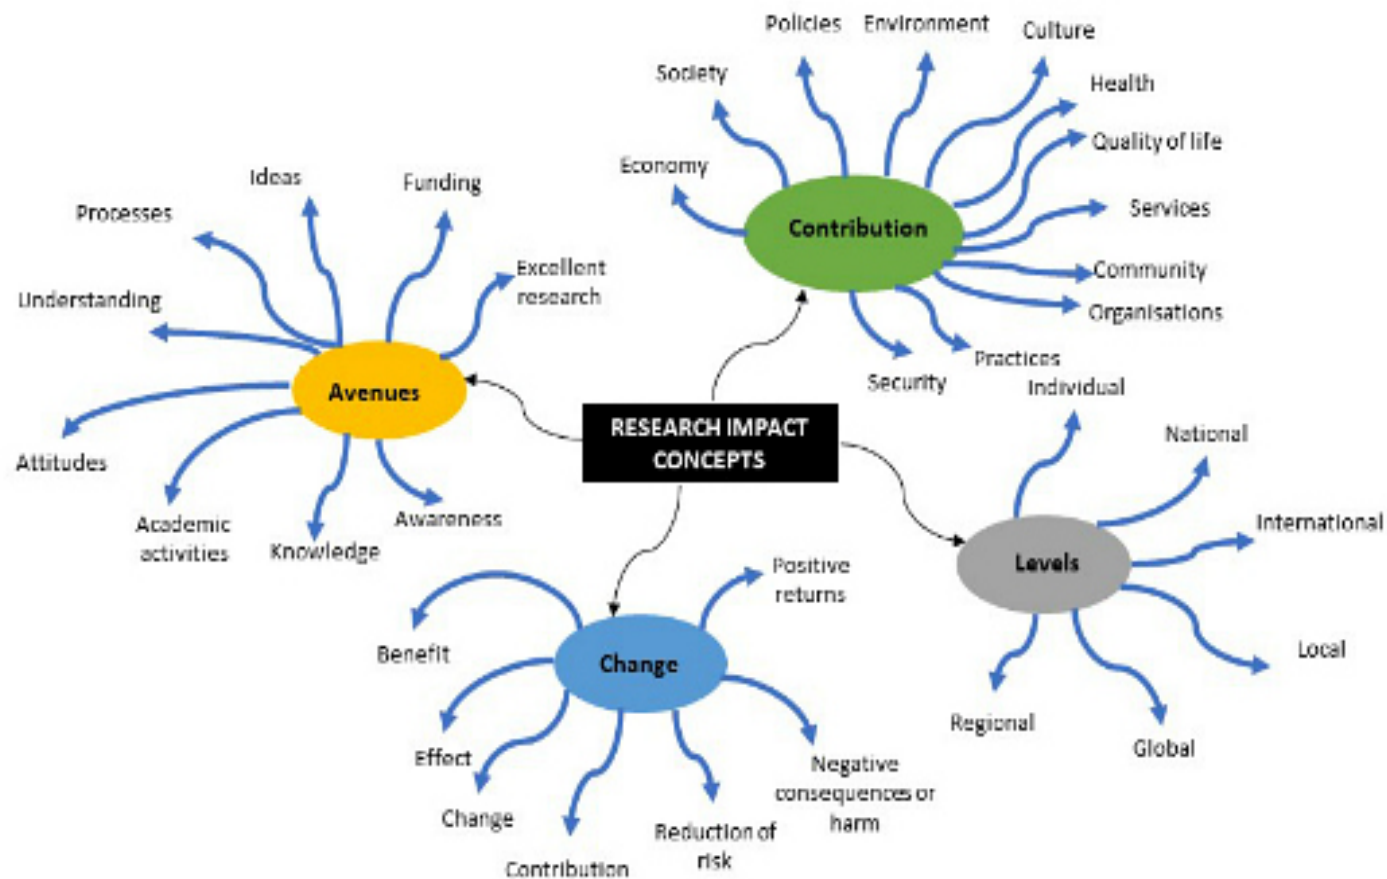 Policies
Environment
Culture
Society
Health
Quality of life
Economy
Services
Contribution
Community
Organisations
Practices
Security
Ideas
Funding
Processes
Excellent
research
Understanding
Avenues
Attitudes
Academic
activities
Knowledge
Awareness
RESEARCH IMPACT
CONCEPTS
Individual
National
International
Levels
Local
Regional
Global
Positive
returns
Benefit
Change
Effect
Change
Contribution
Reduction of
risk
Negative
consequences or
harm